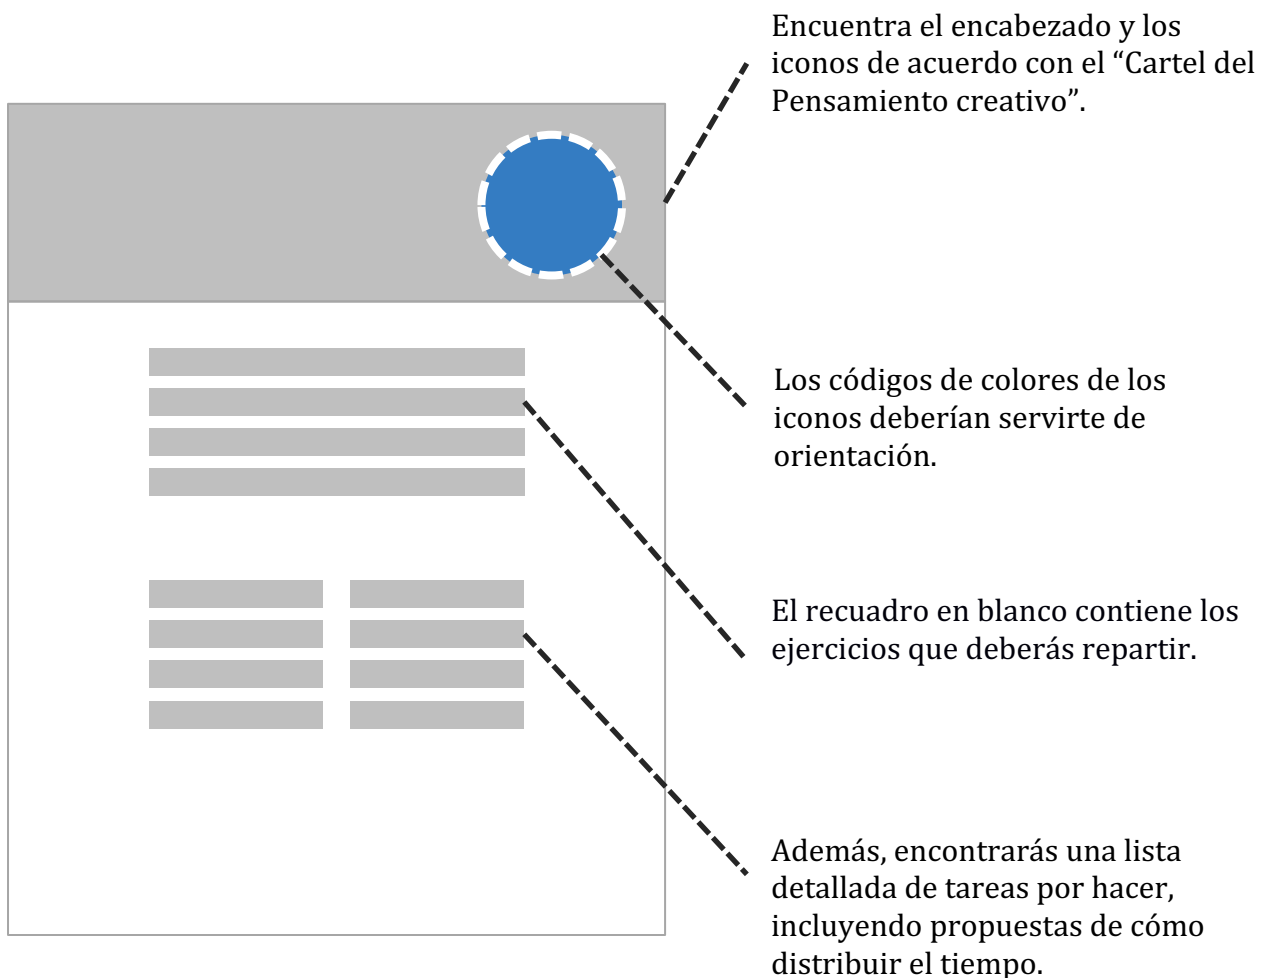 Encuentra el encabezado y los
iconos de acuerdo con el “Cartel del
Pensamiento creativo”.
Los códigos de colores de los
iconos deberían servirte de
orientación.
El recuadro en blanco contiene los
ejercicios que deberás repartir.
Además, encontrarás una lista
detallada de tareas por hacer,
incluyendo propuestas de cómo
distribuir el tiempo.